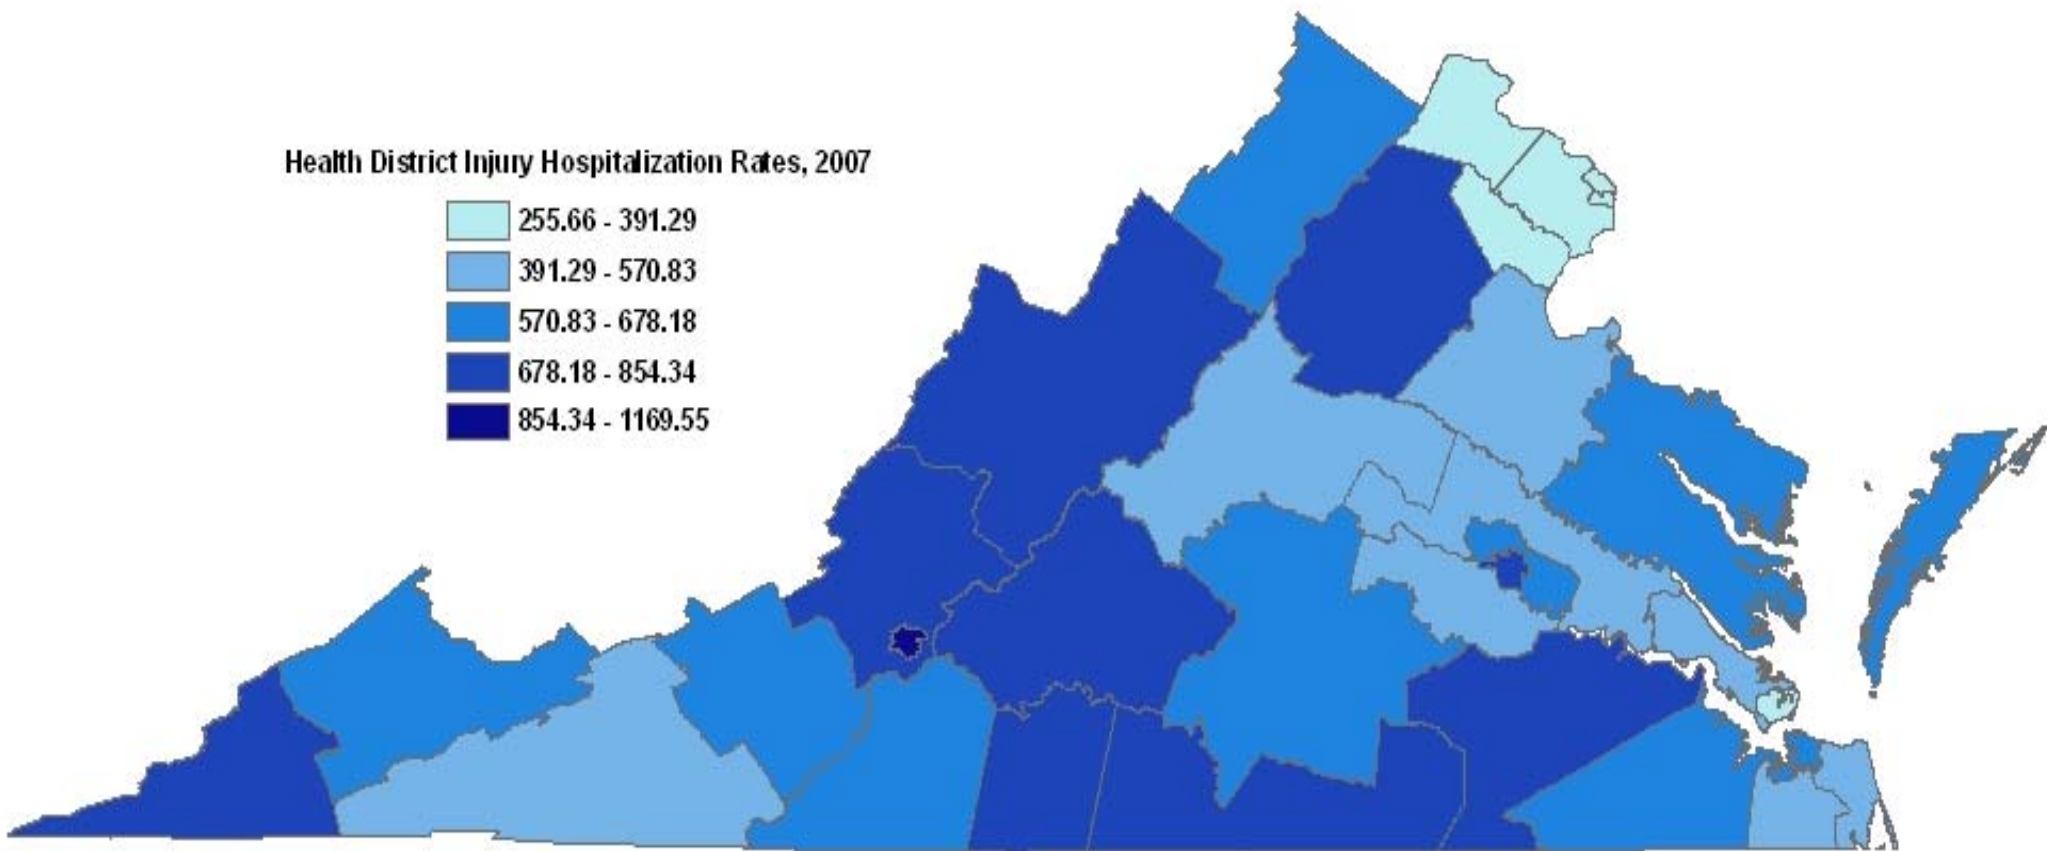 Health District Injury Hospitalization Rates, 2007
255.66 - 391.29
391.29 - 570.83
570.83 - 678.18
678.18 - 854.34
854.34 - 1169.55